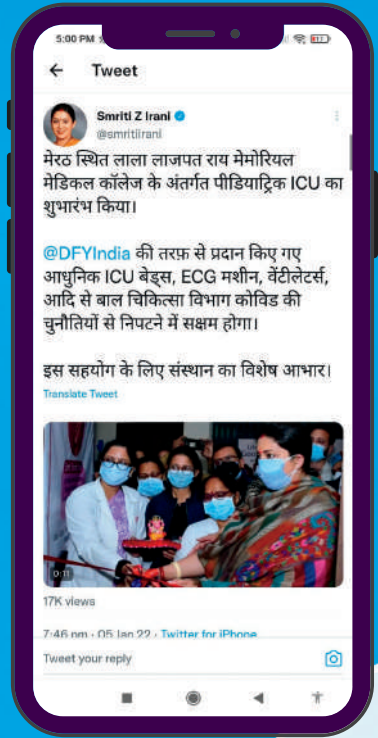 5:00 PM
Tweet
Smriti Z Irani
@smritiirani
मेरठ स्थित लाला लाजपत राय मेमोरियल
मेडिकल कॉलेज के अंतर्गत पीडियाट्रिक ICU का
शुभारंभ किया।
@DFYIndia की तरफ़ से प्रदान किए गए
आधुनिक ICU बेड्स, ECG मशीन, वेंटीलेटर्स,
आदि से बाल चिकित्सा विभाग कोविड की
चुनौतियों से निपटने में सक्षम होगा।
इस सहयोग के लिए संस्थान का विशेष आभार।
Translate Tweet
0:11
17K views
7:46 pm · 05 Jan 22 · Twitter for iPhone
Tweet your reply